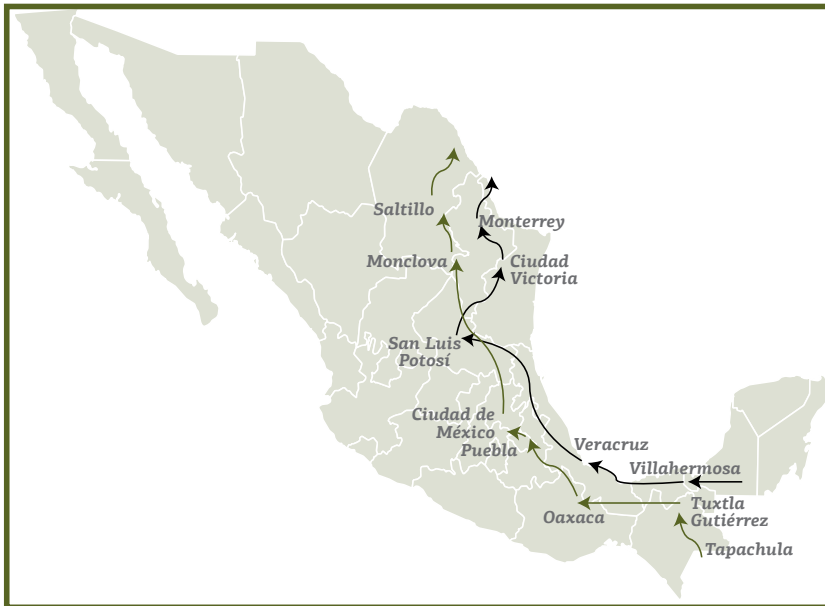 Saltillo
Monterrey
Monclova
Ciudad
Victoria
San Luis
Potosí
Ciudad de
México
Puebla
Veracruz
Villahermosa
Oaxaca
Tuxtla
Gutiérrez
Tapachula